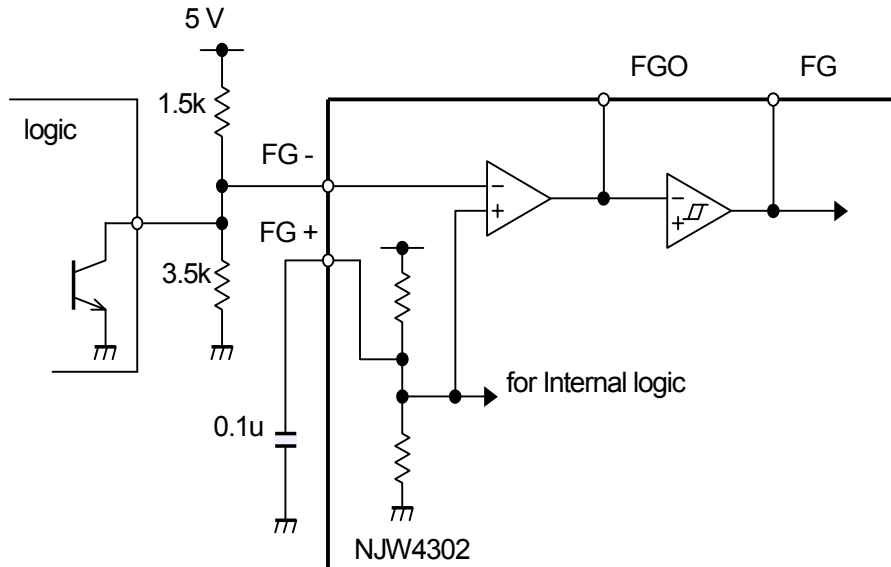 5 V
FGO
FG
1.5k
logic
FG -
−
+
−
+
FG +
3.5k
for Internal logic
0.1u
NJW4302